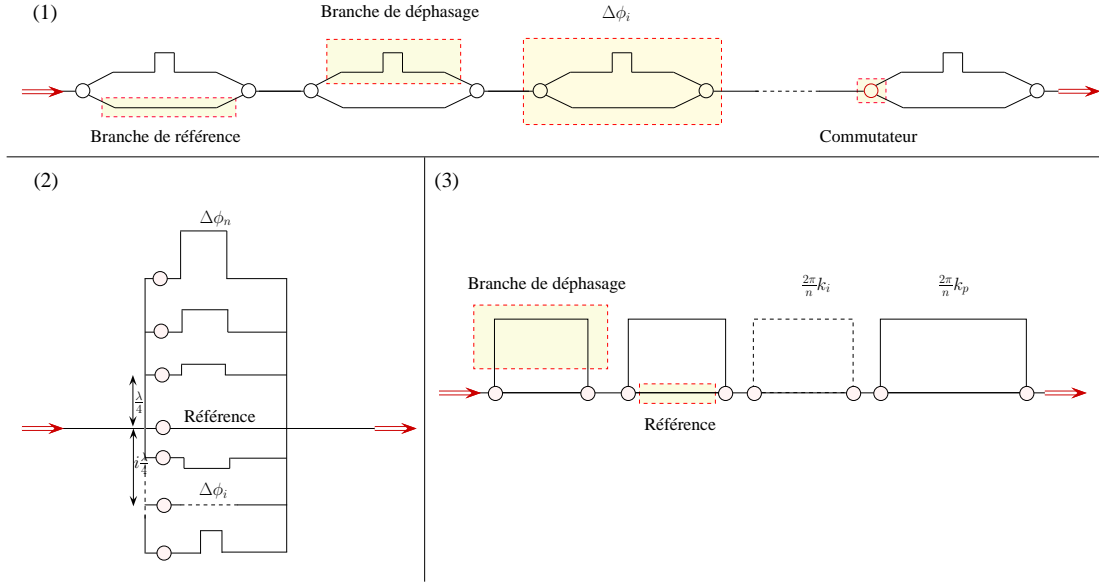 (1)
Branche de déphasage
Δϕ_i
Branche de référence
Commutateur
(2)
Δϕ_n
λ/4
Référence
iλ/4
Δϕ_i
(3)
Branche de déphasage
2π/n k_i
2π/n k_p
Référence